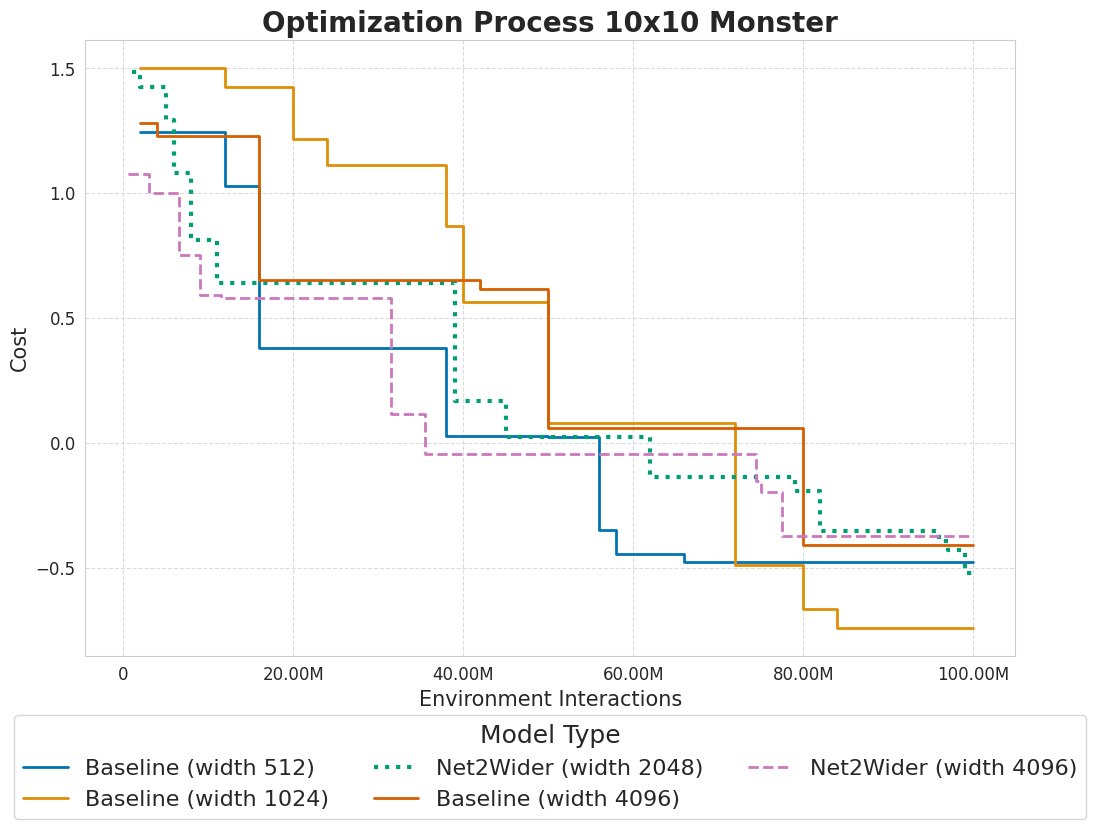 Optimization Process 10x10 Monster
1.5
1.0
0.5
0.0
−0.5
Cost
0 20.00M 40.00M 60.00M 80.00M 100.00M
Environment Interactions
Model Type
Baseline (width 512) Net2Wider (width 2048) Net2Wider (width 4096)
Baseline (width 1024) Baseline (width 4096)